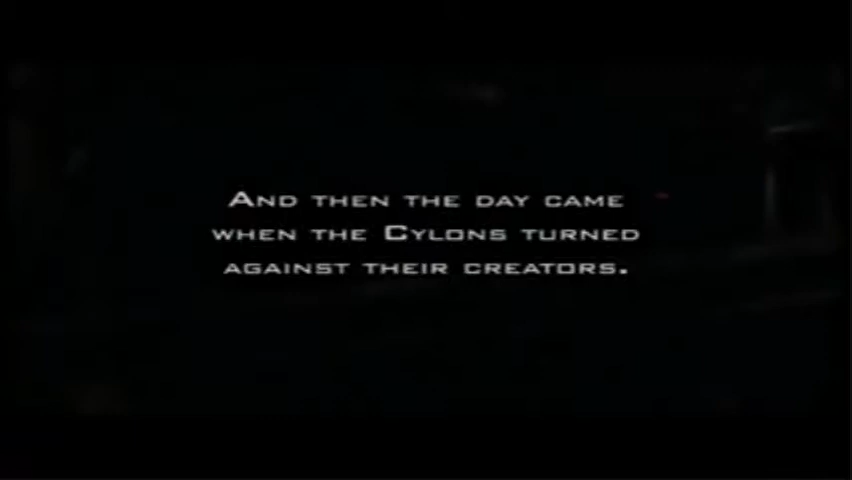 And then the day came
when the Cylons turned
against their creators.